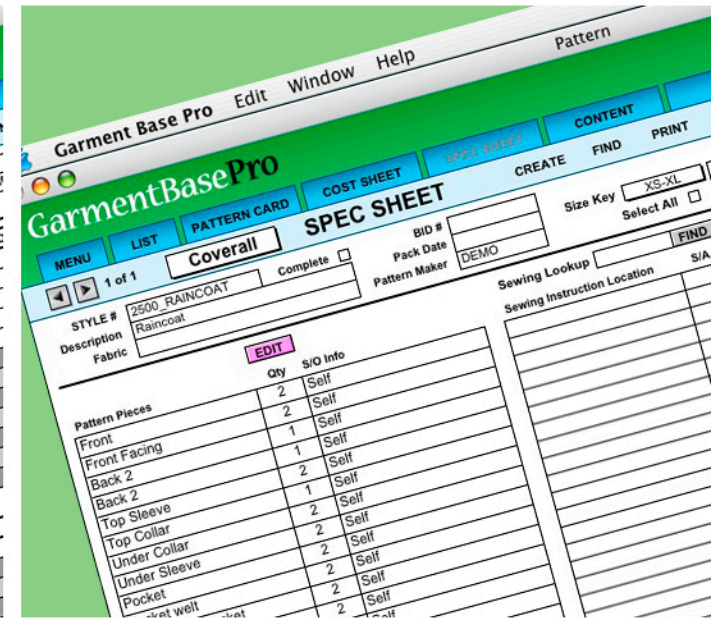 Garment Base Pro Edit Window Help
Pattern
GarmentBasePro
MENU LIST PATTERN CARD COST SHEET SPEC SHEET CONTENT
1 of 1 Coverall SPEC SHEET CREATE FIND PRINT
STYLE # 2500_RAINCOAT Complete BID # Size Key XS-XL
Description Raincoat Pack Date Select All
Fabric Pattern Maker DEMO
Sewing Lookup FIND
EDIT Sewing Instruction Location S/A
Pattern Pieces Qty S/O Info
Front 2 Self
Front Facing 2 Self
Back 2 1 Self
Back 2 1 Self
Top Sleeve 2 Self
Top Collar 1 Self
Under Collar 2 Self
Under Sleeve 2 Self
Pocket 2 Self
welt 2 Self
2 Self